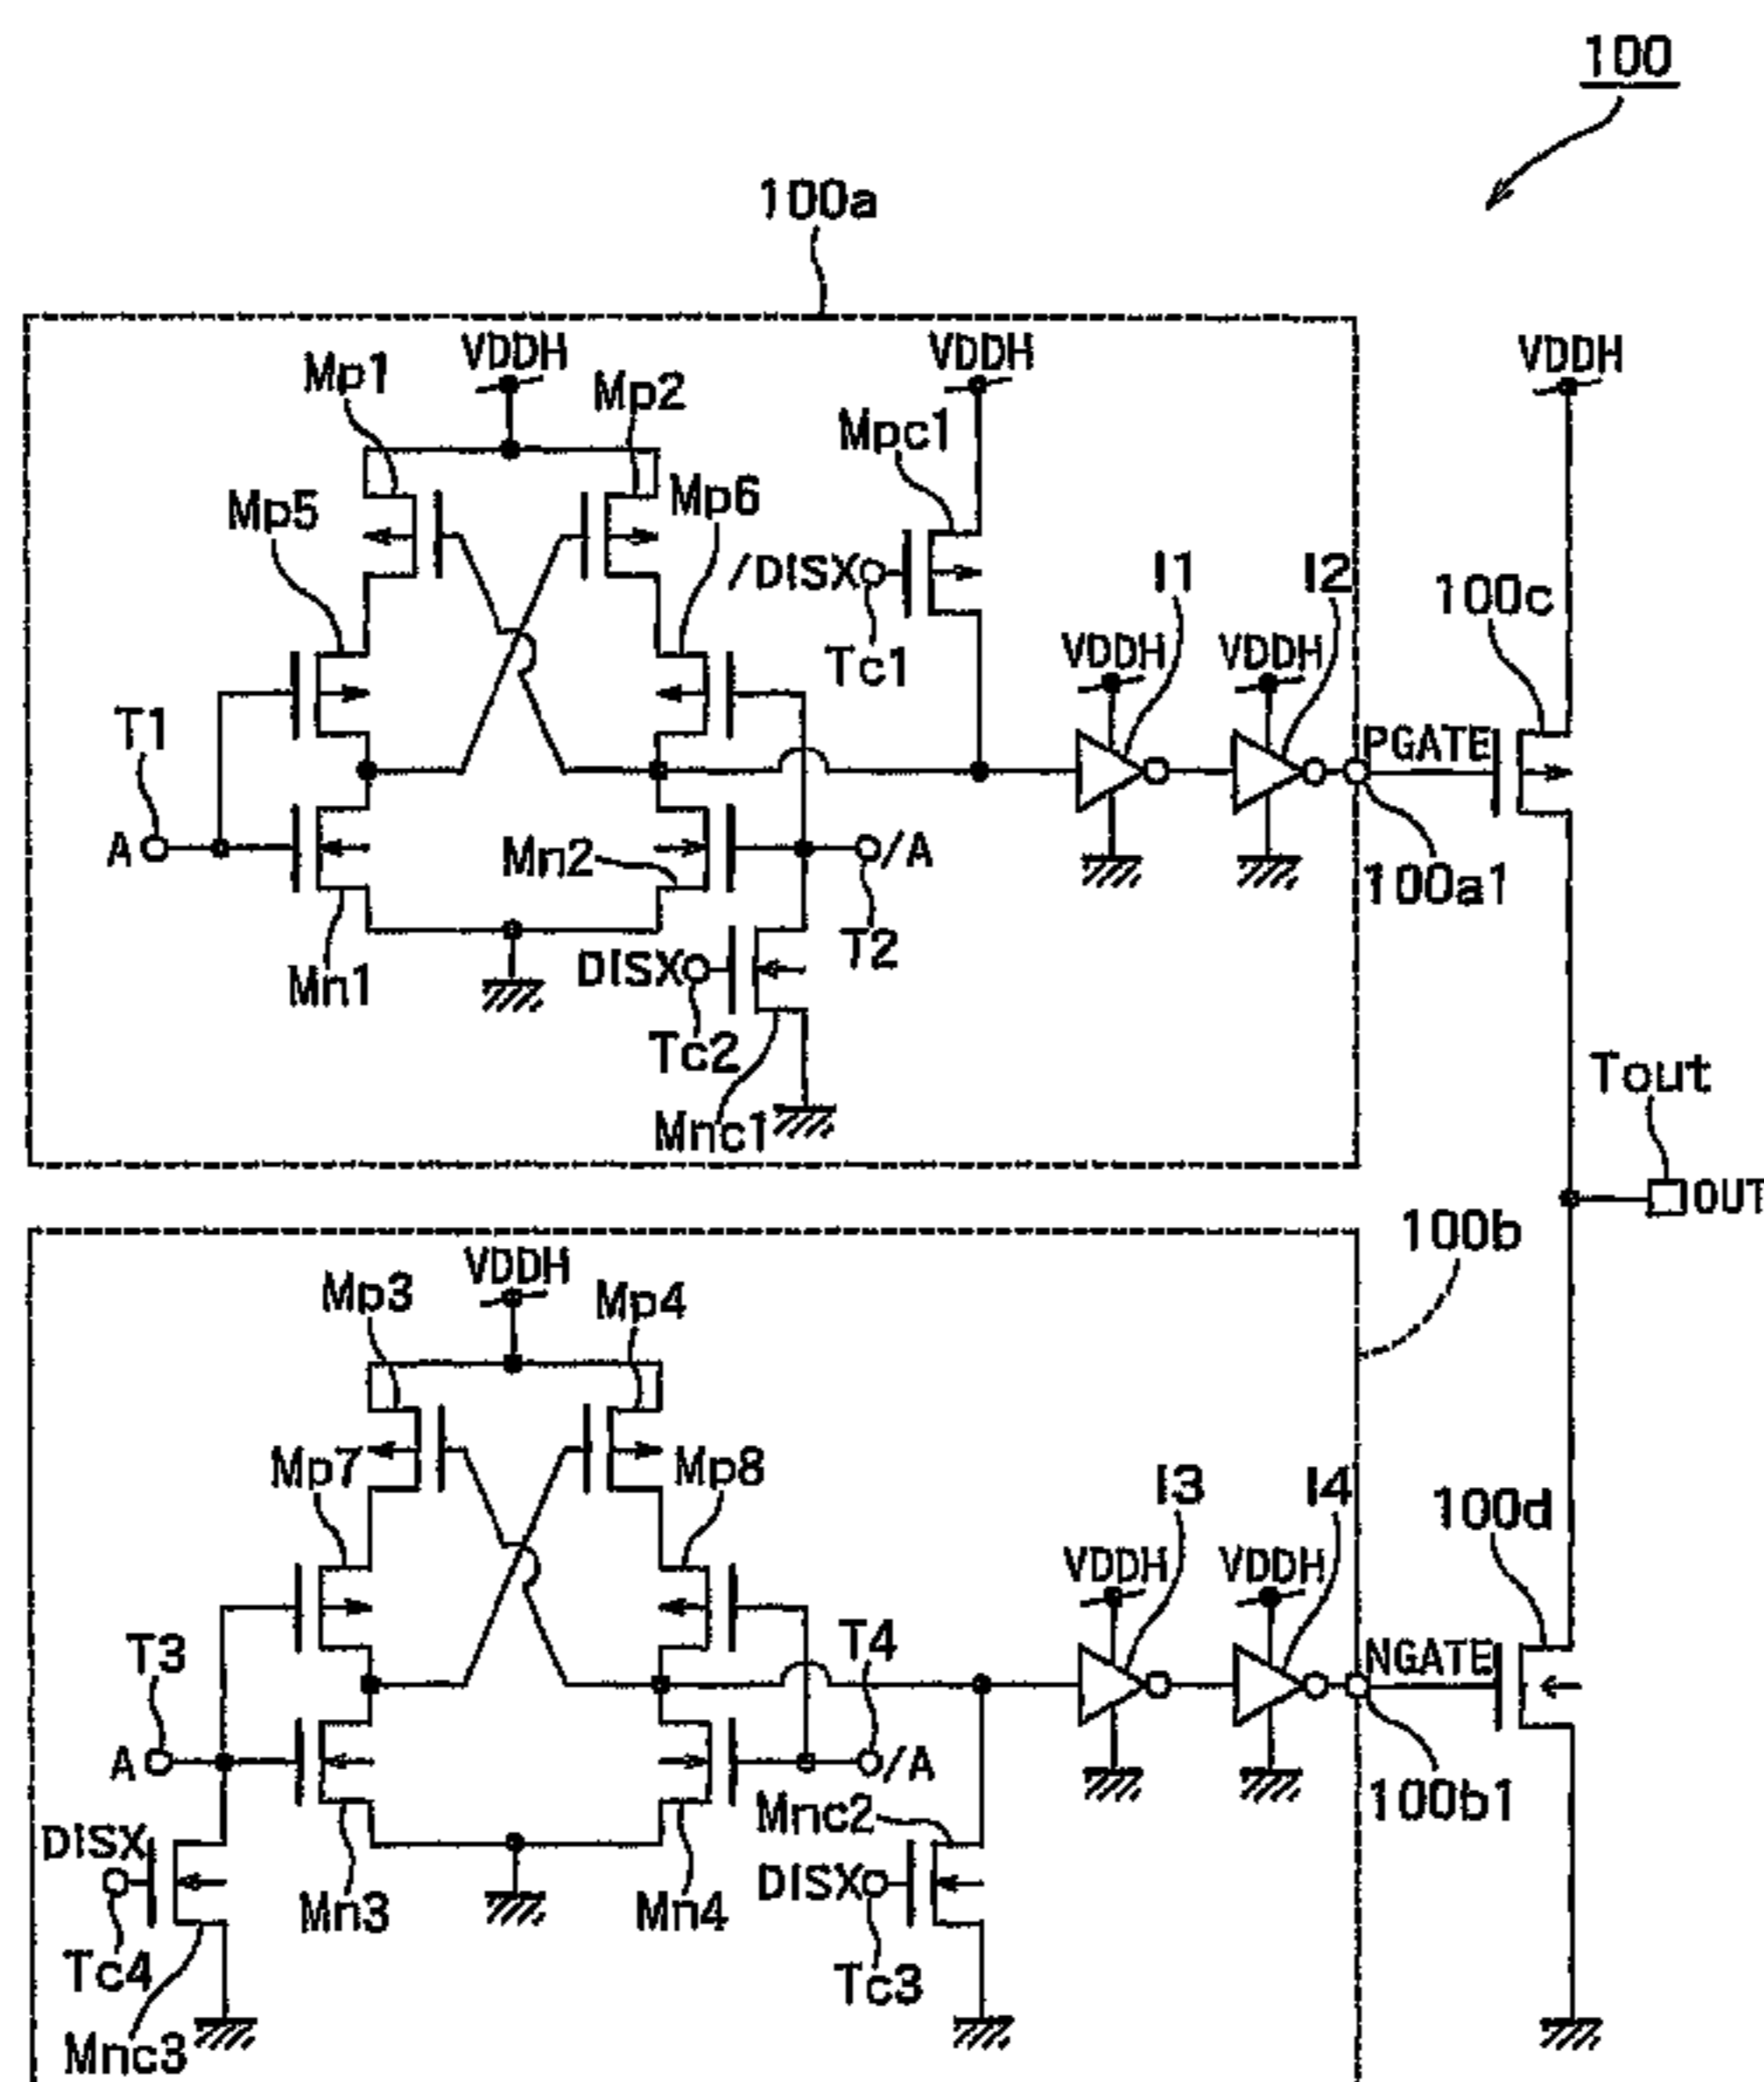 100
100a
VDDH
Mp1
Mp2
VDDH
Mpc1
VDDH
Mp5
Mp6
/DISX
Tc1
I1
I2
100c
VDDH
VDDH
T1
A
PGATE
Mn2
/A
T2
100a1
Mn1
DISX
Tc2
Mnc1
Tout
OUT
100b
VDDH
Mp3
Mp4
Mp7
Mp8
I3
I4
100d
VDDH
VDDH
T3
T4
NGATE
A
/A
Mnc2
100b1
DISX
DISX
Mn3
Mn4
Tc4
Tc3
Mnc3